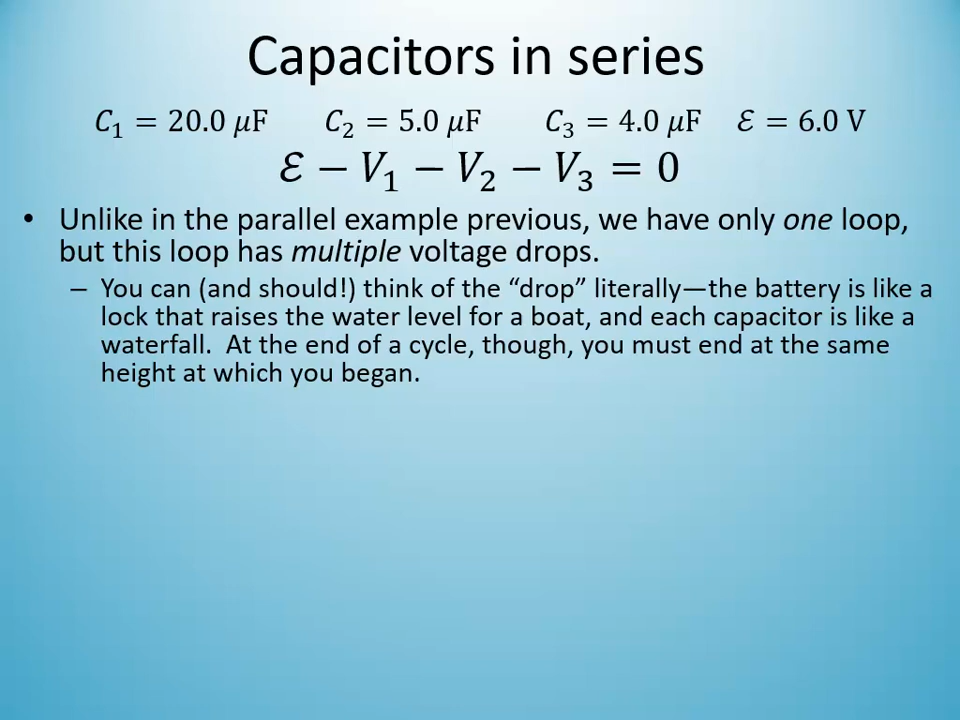 Capacitors in series
C₁ = 20.0 μF C₂ = 5.0 μF C₃ = 4.0 μF ℰ = 6.0 V
ℰ − V₁ − V₂ − V₃ = 0
• Unlike in the parallel example previous, we have only one loop,
but this loop has multiple voltage drops.
– You can (and should!) think of the “drop” literally—the battery is like a
lock that raises the water level for a boat, and each capacitor is like a
waterfall. At the end of a cycle, though, you must end at the same
height at which you began.